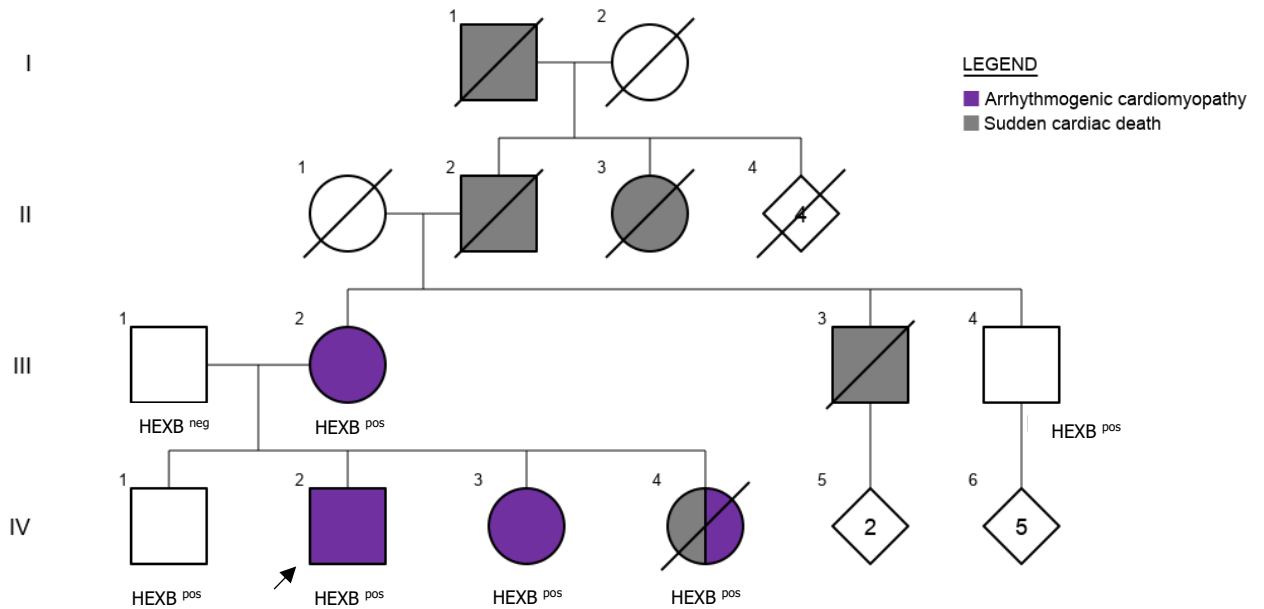 1 2
I
LEGEND
Arrhythmogenic cardiomyopathy
Sudden cardiac death
1 2 3 4
II
4
1 2 3 4
III
HEXB neg HEXB pos HEXB pos
1 2 3 4 5 6
IV
2 5
HEXB pos HEXB pos HEXB pos HEXB pos